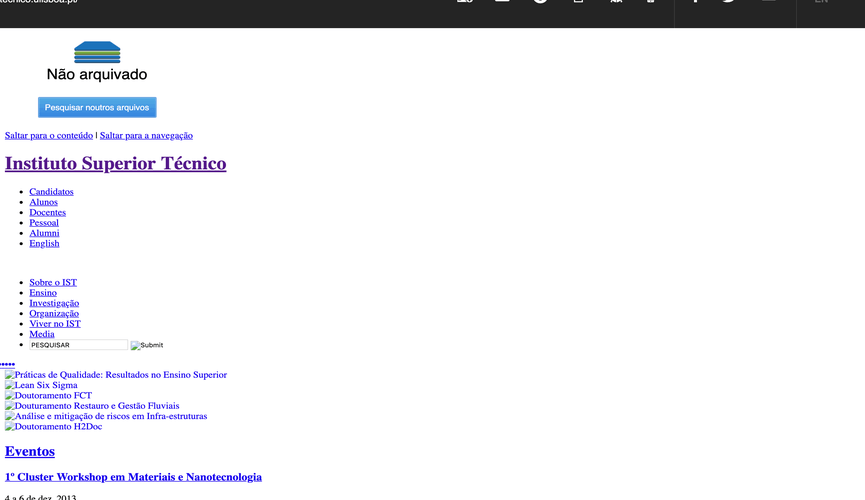 tecnico.ulisboa.pt/
EN
Não arquivado
Pesquisar noutros arquivos
Saltar para o conteúdo | Saltar para a navegação
Instituto Superior Técnico
Candidatos
Alunos
Docentes
Pessoal
Alumni
English
Sobre o IST
Ensino
Investigação
Organização
Viver no IST
Media
PESQUISAR Submit
Práticas de Qualidade: Resultados no Ensino Superior
Lean Six Sigma
Doutoramento FCT
Douturamento Restauro e Gestão Fluviais
Análise e mitigação de riscos em Infra-estruturas
Doutoramento H2Doc
Eventos
1º Cluster Workshop em Materiais e Nanotecnologia
4 a 6 de dez, 2013